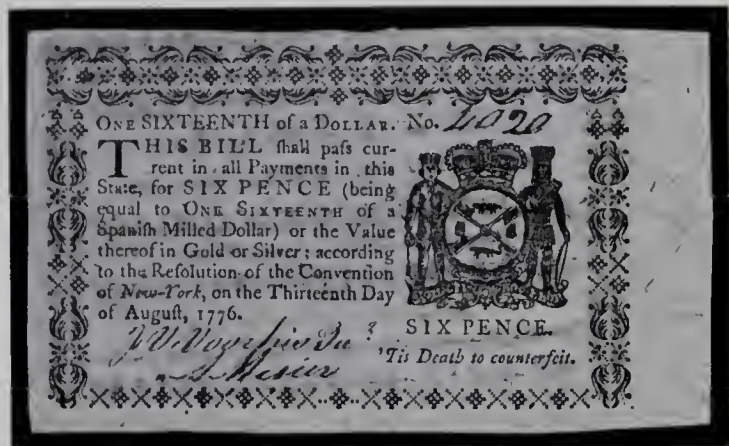 ONE SIXTEENTH of a DOLLAR. No. 4020
THIS BILL ſhall paſs cur-
rent in all Payments in this
State, for SIX PENCE (being
equal to ONE SIXTEENTH of a
Spaniſh Milled Dollar) or the Value
thereof in Gold or Silver; according
to the Reſolution of the Convention
of New-York, on the Thirteenth Day
of Auguſt, 1776.
SIX PENCE.
'Tis Death to counterfeit.